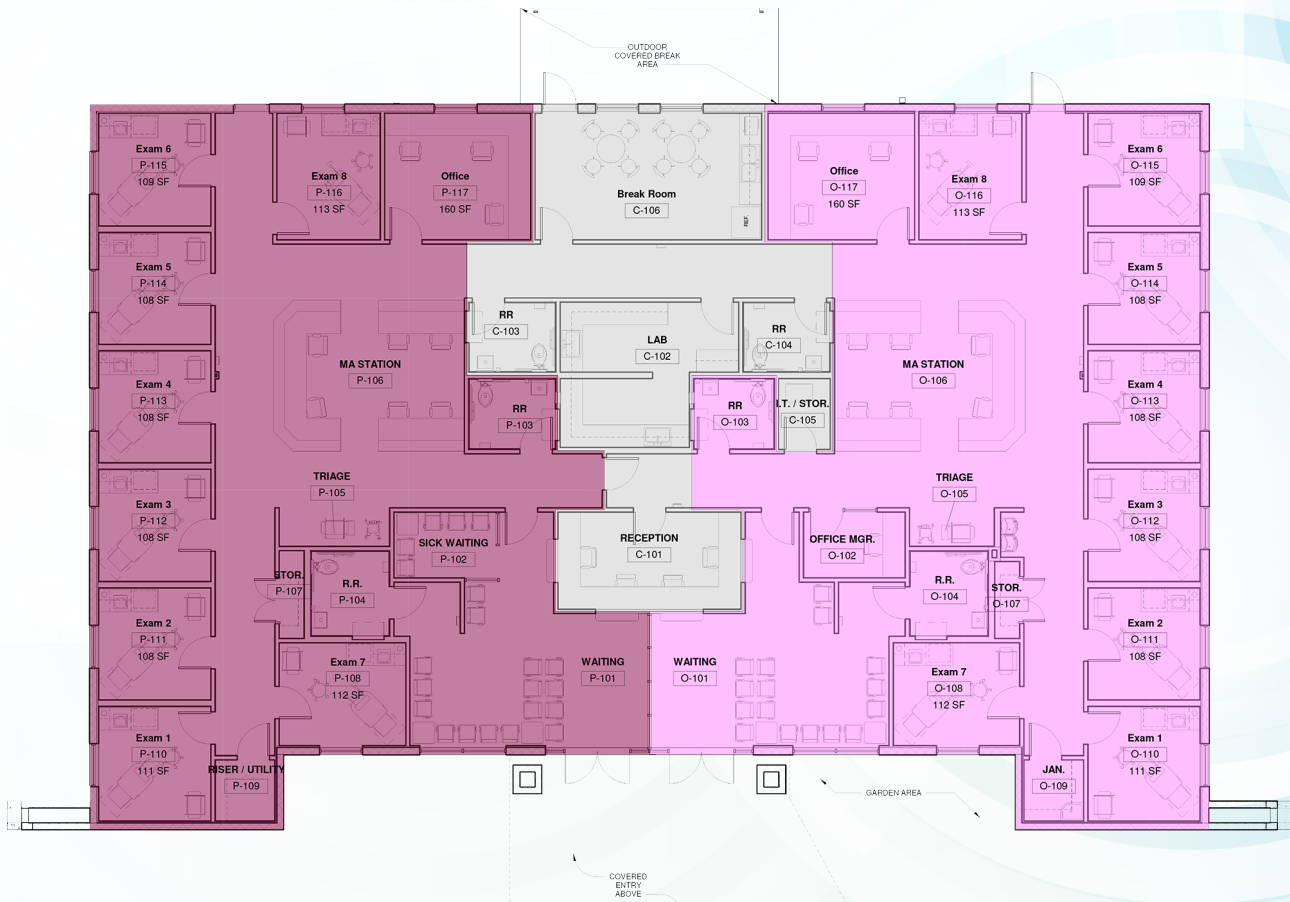 OUTDOOR
COVERED BREAK
AREA
Exam 6
P-115
109 SF
Exam 8
P-116
113 SF
Office
P-117
160 SF
Break Room
C-106
REF.
Office
O-117
160 SF
Exam 8
O-116
113 SF
Exam 6
O-115
109 SF
Exam 5
P-114
108 SF
Exam 5
O-114
108 SF
RR
C-103
LAB
C-102
RR
C-104
MA STATION
P-106
MA STATION
O-106
Exam 4
P-113
108 SF
RR
P-103
RR
O-103
I.T. / STOR.
C-105
Exam 4
O-113
108 SF
TRIAGE
P-105
TRIAGE
O-105
Exam 3
P-112
108 SF
SICK WAITING
P-102
RECEPTION
C-101
OFFICE MGR.
O-102
Exam 3
O-112
108 SF
STOR.
P-107
R.R.
P-104
R.R.
O-104
STOR.
O-107
Exam 2
P-111
108 SF
Exam 2
O-111
108 SF
Exam 7
P-108
112 SF
WAITING
P-101
WAITING
O-101
Exam 7
O-108
112 SF
Exam 1
P-110
111 SF
RISER / UTILITY
P-109
JAN.
O-109
Exam 1
O-110
111 SF
GARDEN AREA
COVERED
ENTRY
ABOVE